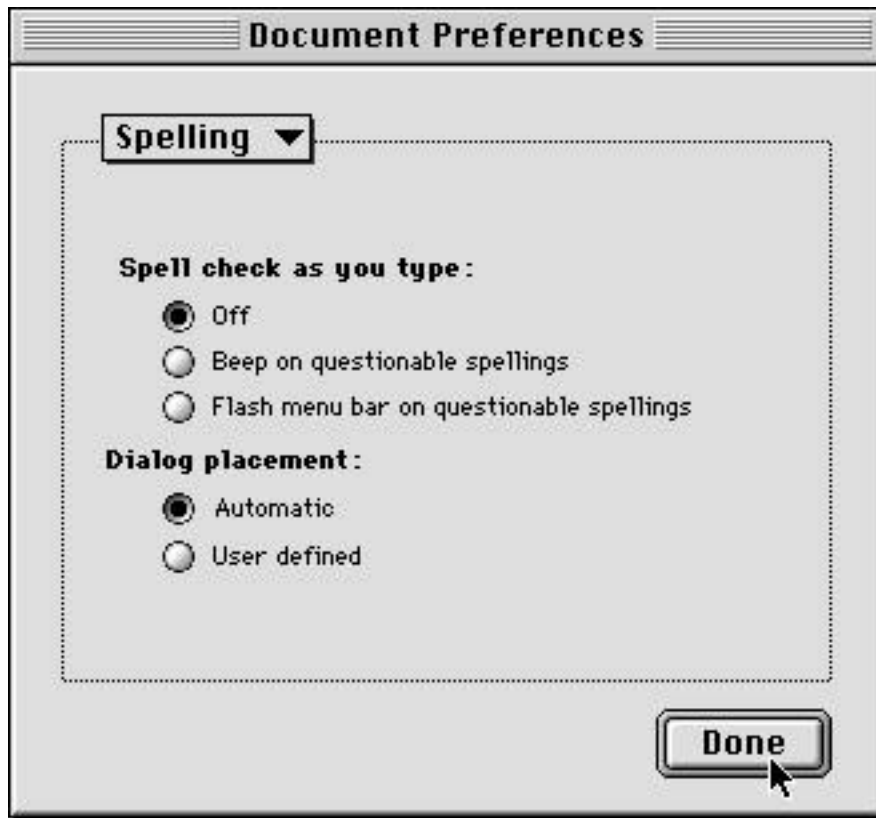 Document Preferences
Spelling
Spell check as you type:
Off
Beep on questionable spellings
Flash menu bar on questionable spellings
Dialog placement:
Automatic
User defined
Done